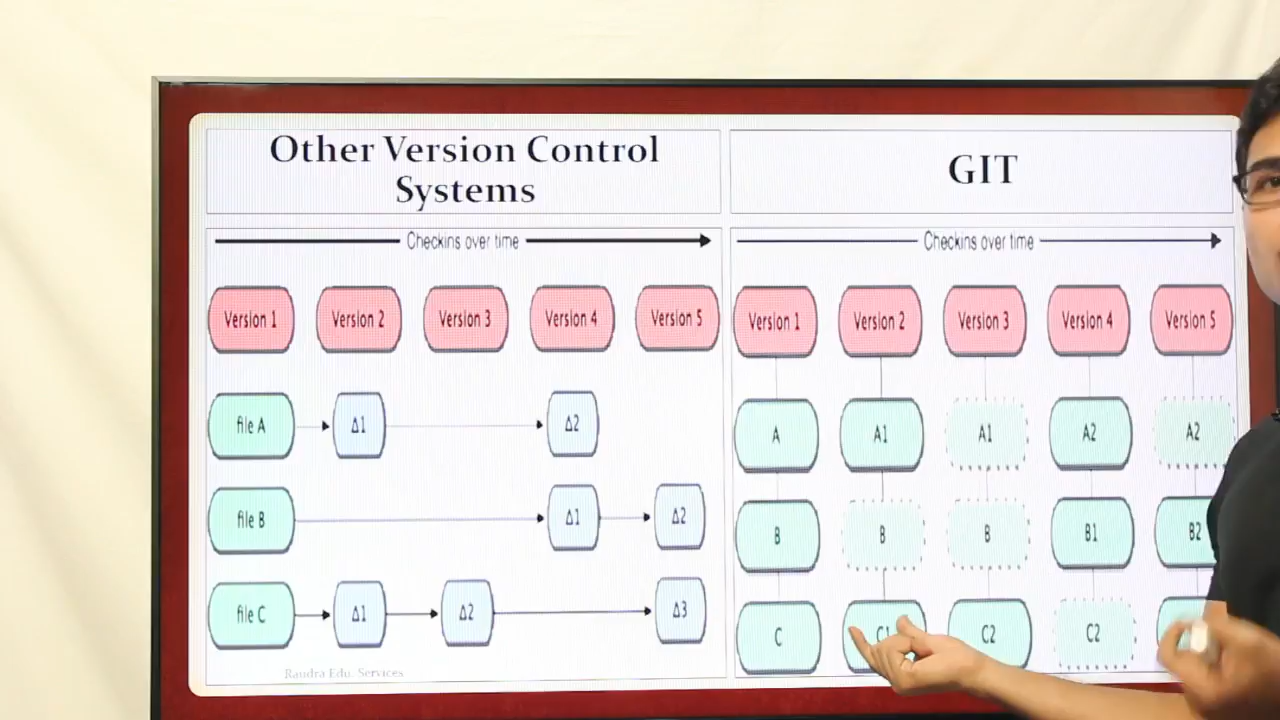 Other Version Control
Systems
GIT
Checkins over time
Checkins over time
Version 1 Version 2 Version 3 Version 4 Version 5
Version 1 Version 2 Version 3 Version 4 Version 5
file A Δ1 Δ2
A A1 A1 A2 A2
file B Δ1 Δ2
B B B B1 B2
file C Δ1 Δ2 Δ3
C C1 C2 C2
Raudra Edu. Services